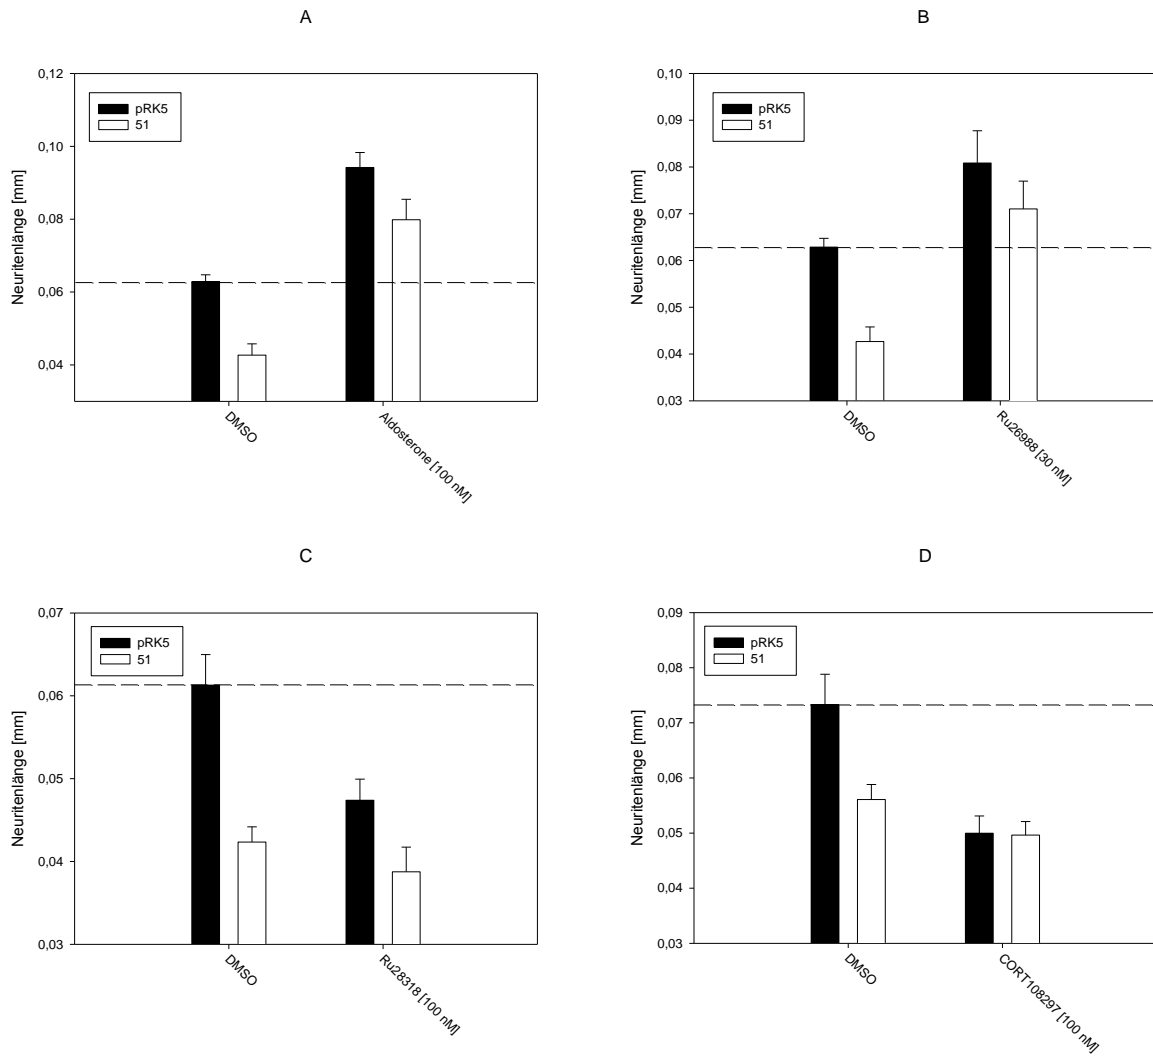 A
Neuritenlänge [mm]
0,12
0,10
0,08
0,06
0,04
pRK5
51
DMSO
Aldosterone [100 nM]
B
Neuritenlänge [mm]
0,10
0,09
0,08
0,07
0,06
0,05
0,04
0,03
pRK5
51
DMSO
Ru26988 [30 nM]
C
Neuritenlänge [mm]
0,07
0,06
0,05
0,04
0,03
pRK5
51
DMSO
Ru28318 [100 nM]
D
Neuritenlänge [mm]
0,09
0,08
0,07
0,06
0,05
0,04
0,03
pRK5
51
DMSO
CORT108297 [100 nM]